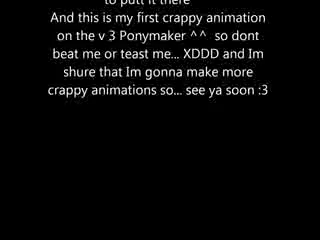 to putt it there
And this is my first crappy animation
on the v 3 Ponymaker ^^  so dont
beat me or teast me... XDDD and Im
shure that Im gonna make more
crappy animations so... see ya soon :3